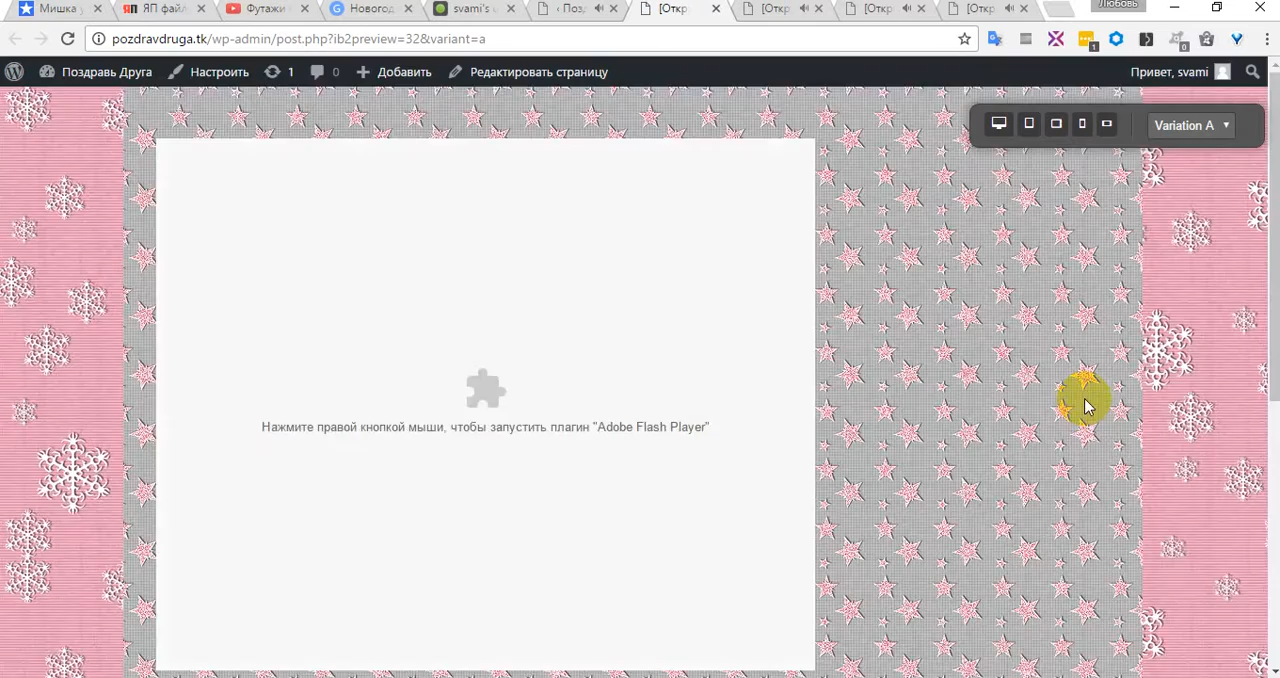 Мишка
ЯП файл
Футажи
Новогод
svami's
‹ Позд
[Откр
[Откр
[Откр
[Откр
Любовь
pozdravdruga.tk/wp-admin/post.php?ib2preview=32&variant=a
1
0
Поздравь Друга
Настроить
1
0
Добавить
Редактировать страницу
Привет, svami
Variation A
Нажмите правой кнопкой мыши, чтобы запустить плагин "Adobe Flash Player"